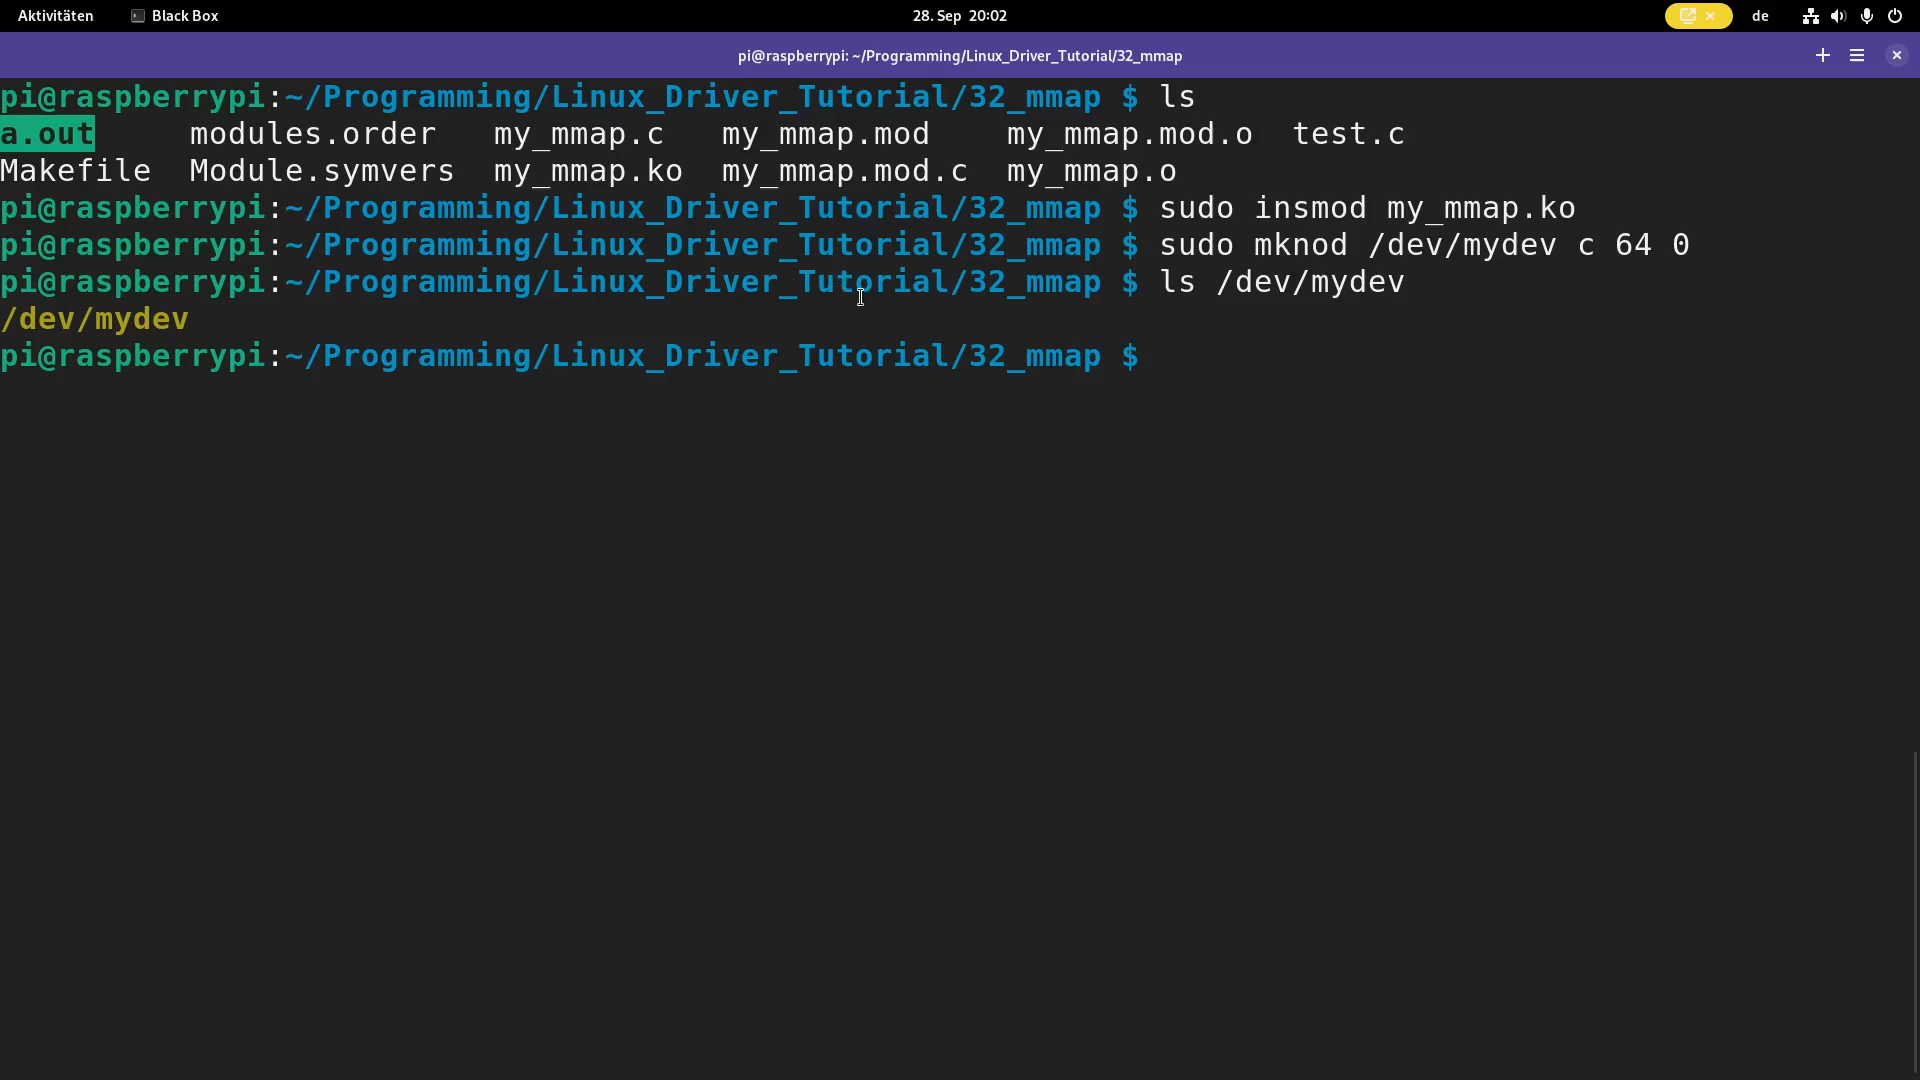 Aktivitäten Black Box 28. Sep 20:02 de
pi@raspberrypi: ~/Programming/Linux_Driver_Tutorial/32_mmap
pi@raspberrypi:~/Programming/Linux_Driver_Tutorial/32_mmap $ ls
a.out modules.order my_mmap.c my_mmap.mod my_mmap.mod.o test.c
Makefile Module.symvers my_mmap.ko my_mmap.mod.c my_mmap.o
pi@raspberrypi:~/Programming/Linux_Driver_Tutorial/32_mmap $ sudo insmod my_mmap.ko
pi@raspberrypi:~/Programming/Linux_Driver_Tutorial/32_mmap $ sudo mknod /dev/mydev c 64 0
pi@raspberrypi:~/Programming/Linux_Driver_Tutorial/32_mmap $ ls /dev/mydev
/dev/mydev
pi@raspberrypi:~/Programming/Linux_Driver_Tutorial/32_mmap $